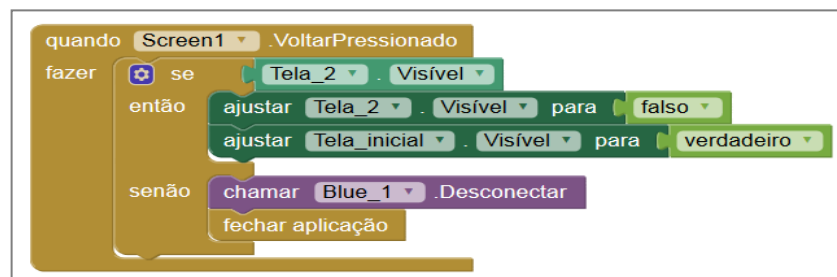 quando Screen1 .VoltarPressionado
fazer se Tela_2 . Visível
então ajustar Tela_2 . Visível para falso
ajustar Tela_inicial . Visível para verdadeiro
senão chamar Blue_1 .Desconectar
fechar aplicação